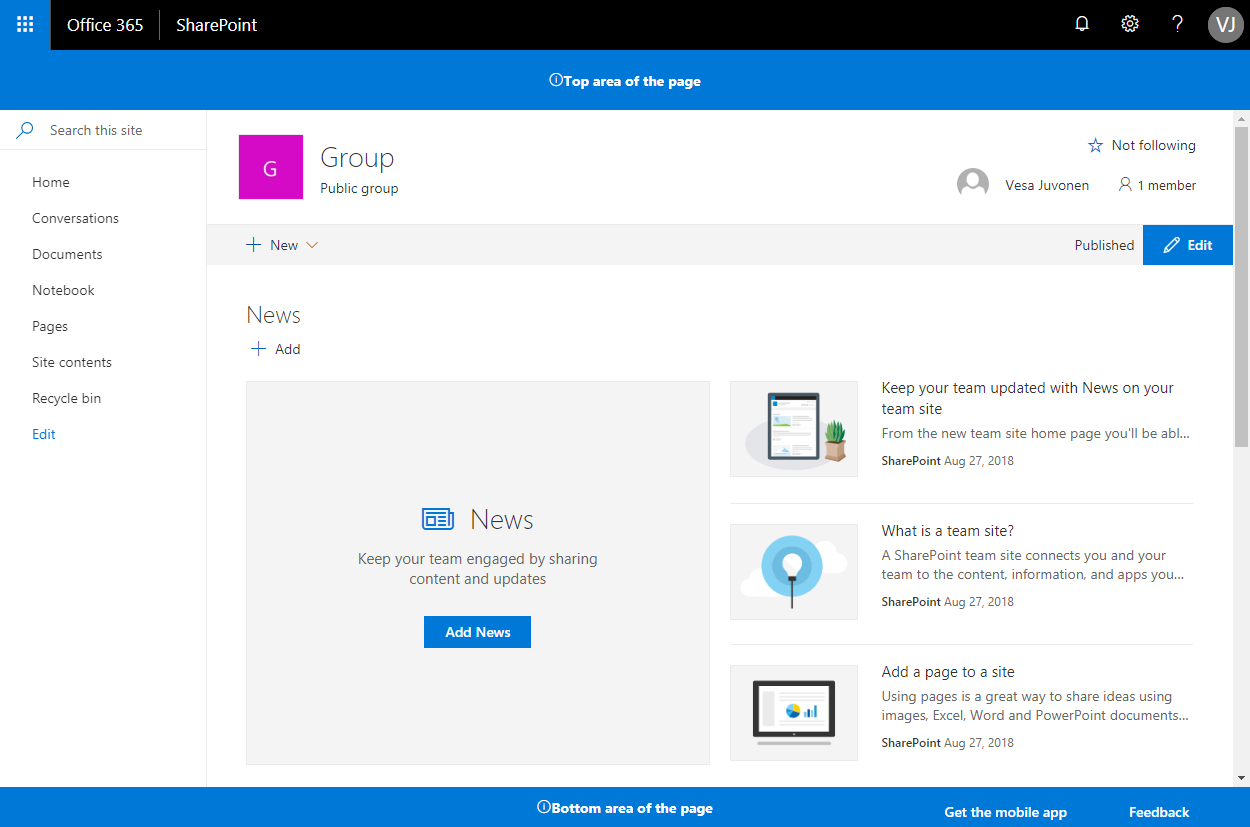 Office 365 SharePoint VJ
Top area of the page
Search this site
Home
Conversations
Documents
Notebook
Pages
Site contents
Recycle bin
Edit
G
Group
Public group
Not following
Vesa Juvonen 1 member
New
Published Edit
News
Add
News
Keep your team engaged by sharing
content and updates
Add News
Keep your team updated with News on your
team site
From the new team site home page you'll be abl...
SharePoint Aug 27, 2018
What is a team site?
A SharePoint team site connects you and your
team to the content, information, and apps you...
SharePoint Aug 27, 2018
Add a page to a site
Using pages is a great way to share ideas using
images, Excel, Word and PowerPoint documents...
SharePoint Aug 27, 2018
Bottom area of the page
Get the mobile app Feedback